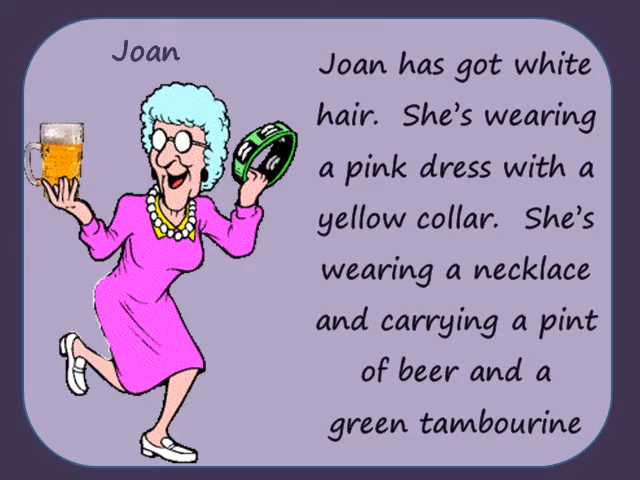 Joan
Joan has got white
hair. She's wearing
a pink dress with a
yellow collar. She's
wearing a necklace
and carrying a pint
of beer and a
green tambourine